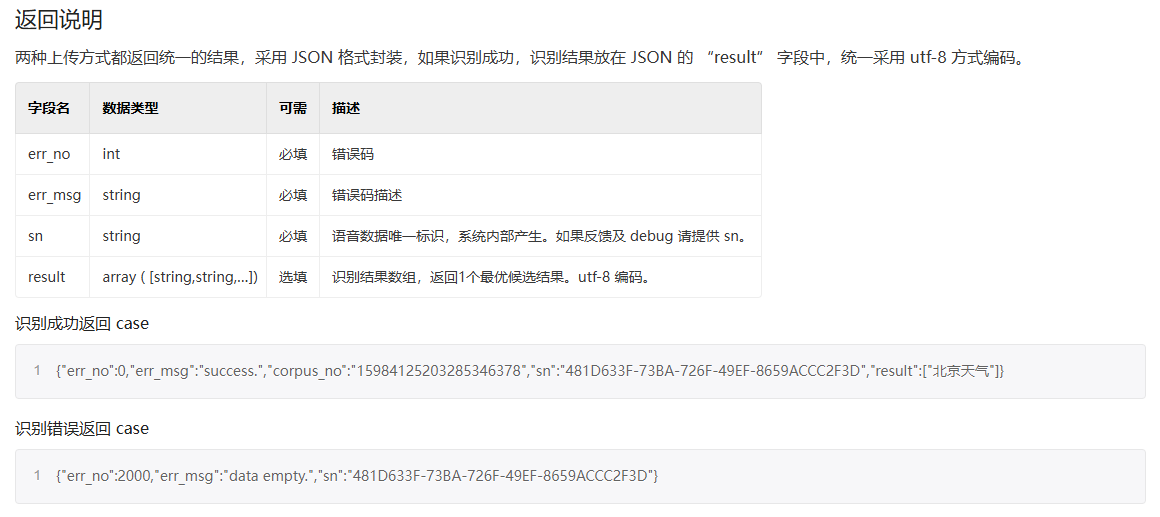 返回说明
两种上传方式都返回统一的结果，采用 JSON 格式封装，如果识别成功，识别结果放在 JSON 的 “result” 字段中，统一采用 utf-8 方式编码。
字段名 数据类型 可需 描述
err_no int 必填 错误码
err_msg string 必填 错误码描述
sn string 必填 语音数据唯一标识，系统内部产生。如果反馈及 debug 请提供 sn。
result array ( [string,string,...]) 选填 识别结果数组，返回1个最优候选结果。utf-8 编码。
识别成功返回 case
1 {"err_no":0,"err_msg":"success.","corpus_no":"15984125203285346378","sn":"481D633F-73BA-726F-49EF-8659ACCC2F3D","result":["北京天气"]}
识别错误返回 case
1 {"err_no":2000,"err_msg":"data empty.","sn":"481D633F-73BA-726F-49EF-8659ACCC2F3D"}